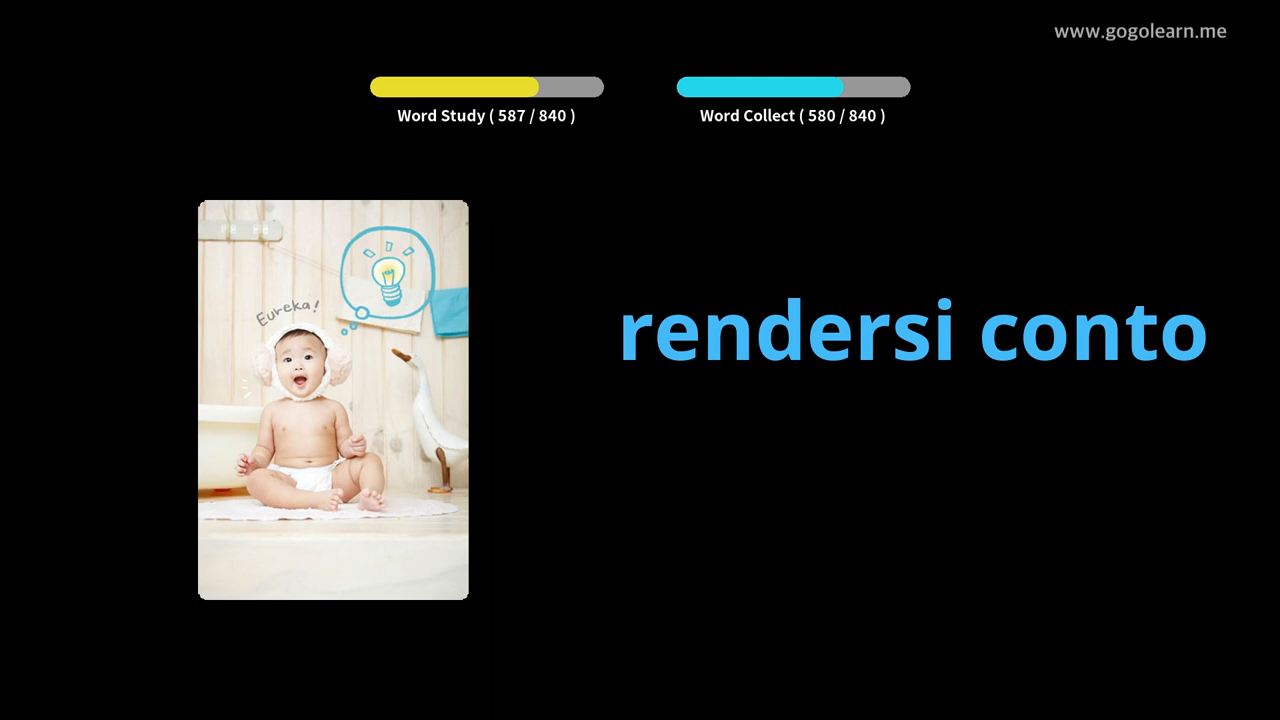 www.gogolearn.me
Word Study ( 587 / 840 )
Word Collect ( 580 / 840 )
Eureka!
rendersi conto